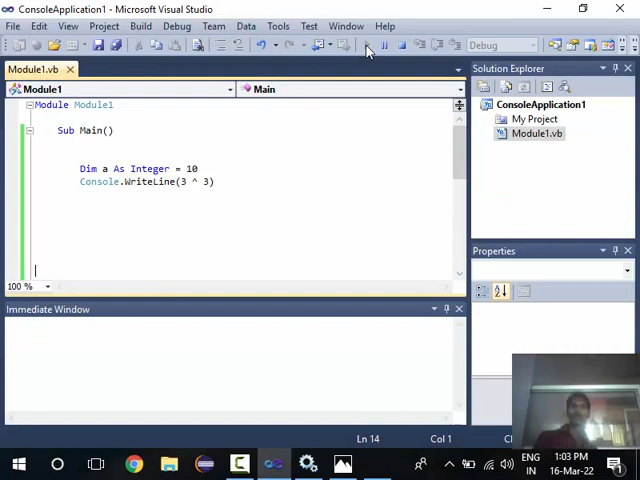 ConsoleApplication1 - Microsoft Visual Studio
File Edit View Project Build Debug Team Data Tools Test Window Help
Debug
Module1.vb
Module1
Main
Module Module1
Sub Main()
Dim a As Integer = 10
Console.WriteLine(3 ^ 3)
100 %
Immediate Window
Solution Explorer
ConsoleApplication1
My Project
Module1.vb
Properties
Ln 14
Col 1
ENG
IN
1:03 PM
16-Mar-22